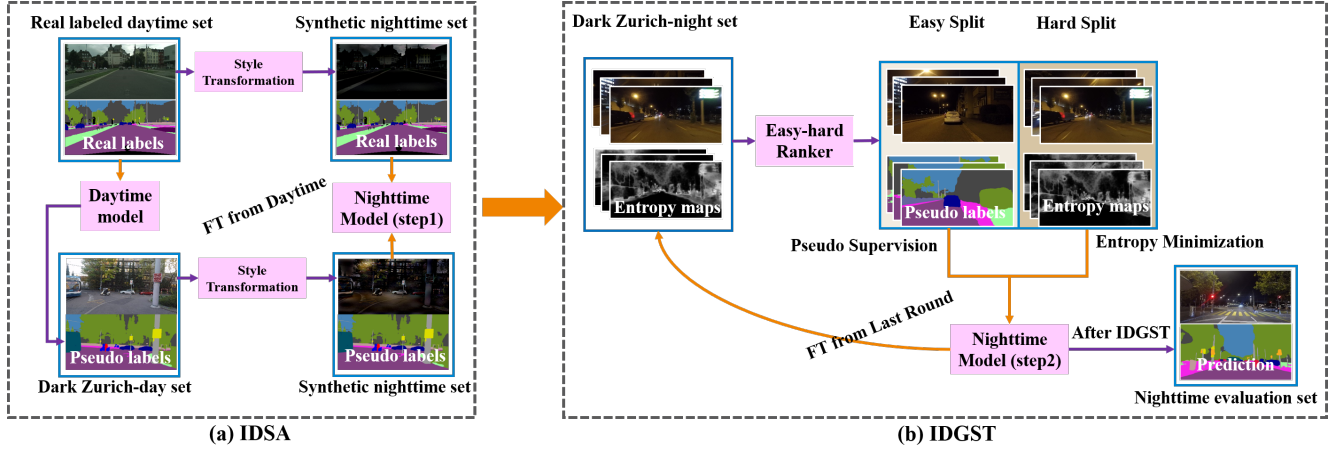 Real labeled daytime set
Synthetic nighttime set
Style
Transformation
Real labels
Real labels
Daytime
model
FT from Daytime
Nighttime
Model (step1)
Style
Transformation
Pseudo labels
Pseudo labels
Dark Zurich-day set
Synthetic nighttime set
(a) IDSA
Dark Zurich-night set
Easy Split
Hard Split
Easy-hard
Ranker
Entropy maps
Pseudo labels
Entropy maps
Pseudo Supervision
Entropy Minimization
FT from Last Round
Nighttime
Model (step2)
After IDGST
Prediction
Nighttime evaluation set
(b) IDGST